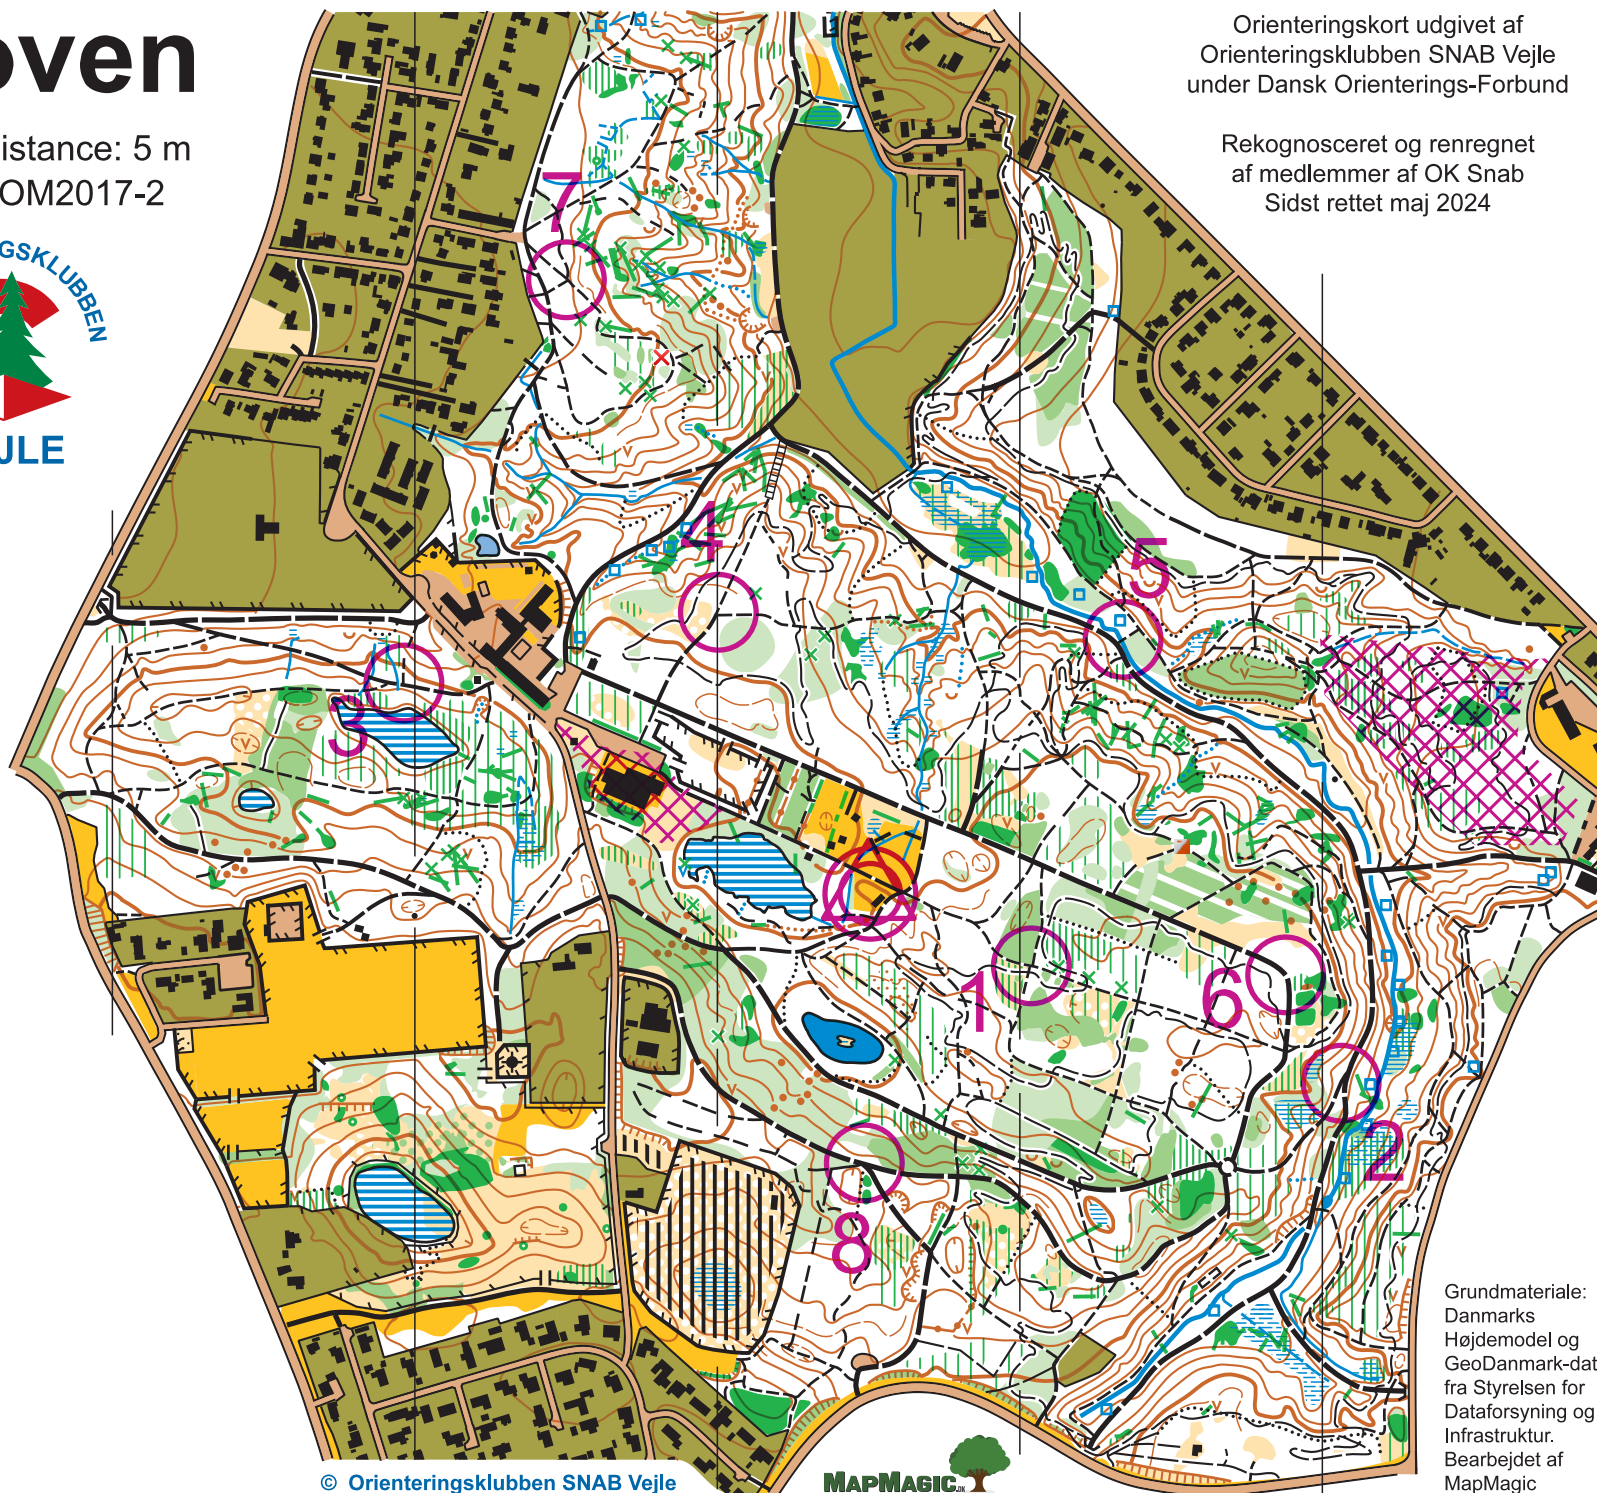 oven
Orienteringskort udgivet af
Orienteringsklubben SNAB Vejle
under Dansk Orienterings-Forbund
istance: 5 m
OM2017-2
Rekognosceret og renregnet
af medlemmer af OK Snab
Sidst rettet maj 2024
GSKLUBBEN
JLE
7
4
5
3
1
6
2
8
Grundmateriale:
Danmarks
Højdemodel og
GeoDanmark-dat
fra Styrelsen for
Dataforsyning og
Infrastruktur.
Bearbejdet af
MapMagic
© Orienteringsklubben SNAB Vejle
MAPMAGIC.DK